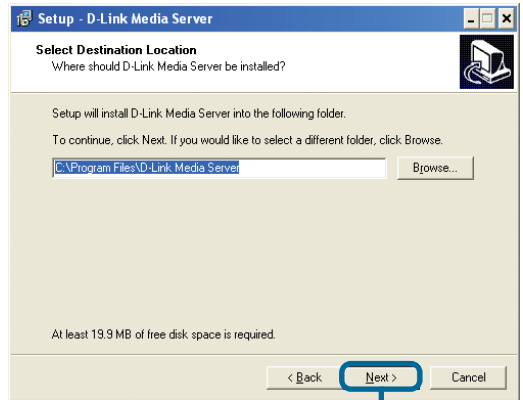 Setup - D-Link Media Server
Select Destination Location
Where should D-Link Media Server be installed?
Setup will install D-Link Media Server into the following folder.
To continue, click Next. If you would like to select a different folder, click Browse.
C:\Program Files\D-Link Media Server
Browse...
At least 19.9 MB of free disk space is required.
< Back
Next >
Cancel